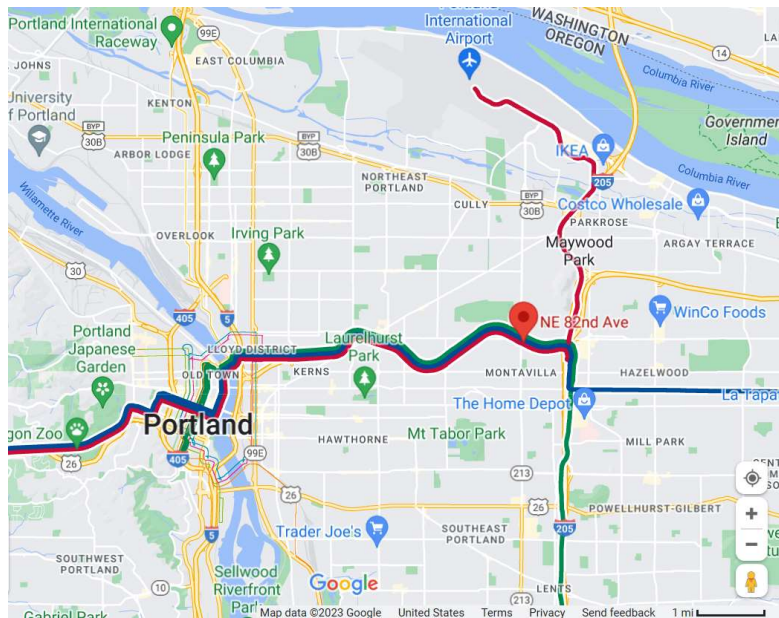 Portland
International
Airport
WASHINGTON
OREGON
Portland International
Raceway
99E
EAST COLUMBIA
14
JOHNS
Columbia River
KENTON
University
of Portland
BYP
30B
Peninsula Park
ARBOR LODGE
BYP
30B
IKEA
Government
Island
205
Columbia River
NORTHEAST
PORTLAND
BYP
30B
CULLY
Costco Wholesale
PARKROSE
Willamette River
OVERLOOK
Irving Park
Maywood
Park
ARGAY TERRACE
30
405
5
NE 82nd Ave
WinCo Foods
Portland
Japanese
Garden
LLOYD DISTRICT
Laurelhurst
Park
OLD TOWN
KERNS
MONTAVILLA
HAZELWOOD
The Home Depot
La Tapa
gon Zoo
Portland
26
405
99E
HAWTHORNE
Mt Tabor Park
MILL PARK
213
26
26
POWELLHURST-GILBERT
5
Trader Joe's
SOUTHEAST
PORTLAND
205
SOUTHWEST
PORTLAND
10
Sellwood
Riverfront
Park
Google
LENTS
213
Gabriel Park
Map data ©2023 Google United States Terms Privacy Send feedback 1 mi